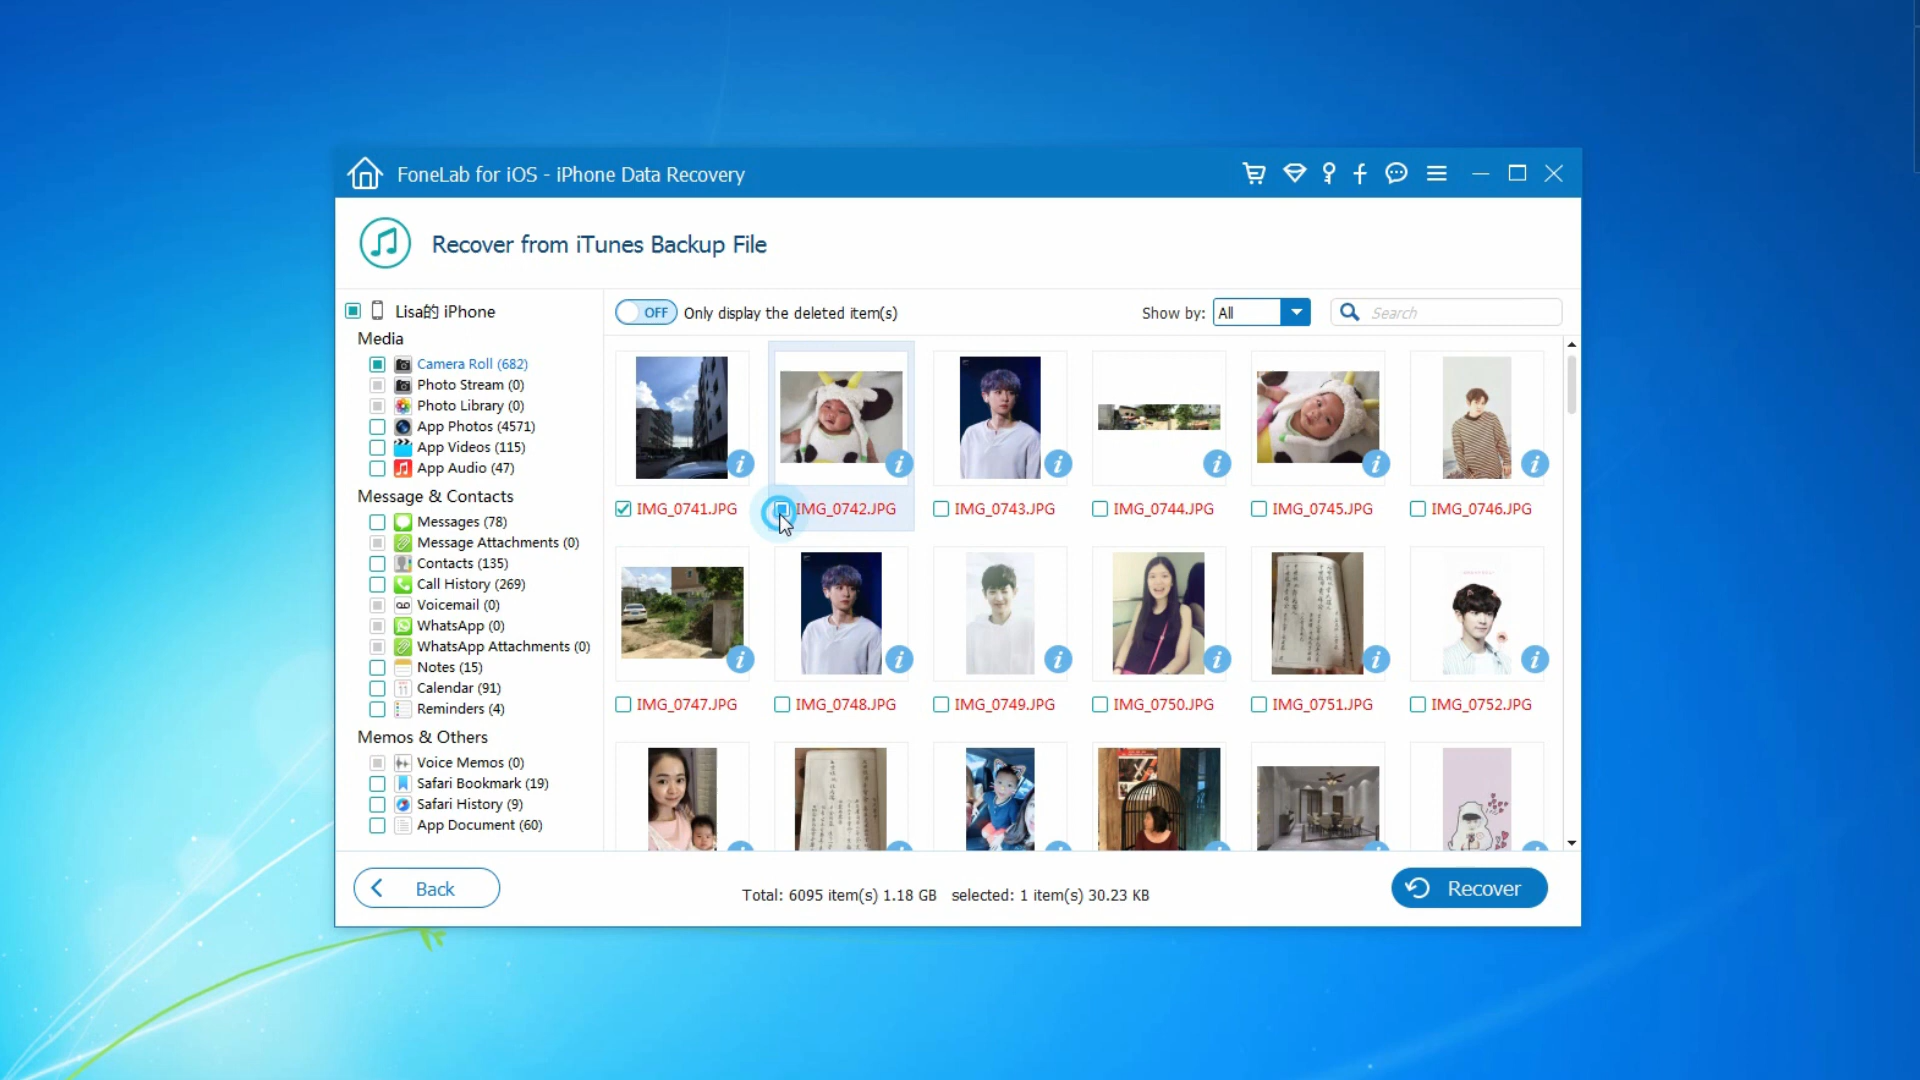 FoneLab for iOS - iPhone Data Recovery
Recover from iTunes Backup File
Lisa的 iPhone
OFF Only display the deleted item(s)
Show by: All
Search
Media
Camera Roll (682)
Photo Stream (0)
Photo Library (0)
App Photos (4571)
App Videos (115)
App Audio (47)
Message & Contacts
Messages (78)
Message Attachments (0)
Contacts (135)
Call History (269)
Voicemail (0)
WhatsApp (0)
WhatsApp Attachments (0)
Notes (15)
Calendar (91)
Reminders (4)
Memos & Others
Voice Memos (0)
Safari Bookmark (19)
Safari History (9)
App Document (60)
IMG_0741.JPG
IMG_0742.JPG
IMG_0743.JPG
IMG_0744.JPG
IMG_0745.JPG
IMG_0746.JPG
IMG_0747.JPG
IMG_0748.JPG
IMG_0749.JPG
IMG_0750.JPG
IMG_0751.JPG
IMG_0752.JPG
Back
Total: 6095 item(s) 1.18 GB selected: 1 item(s) 30.23 KB
Recover